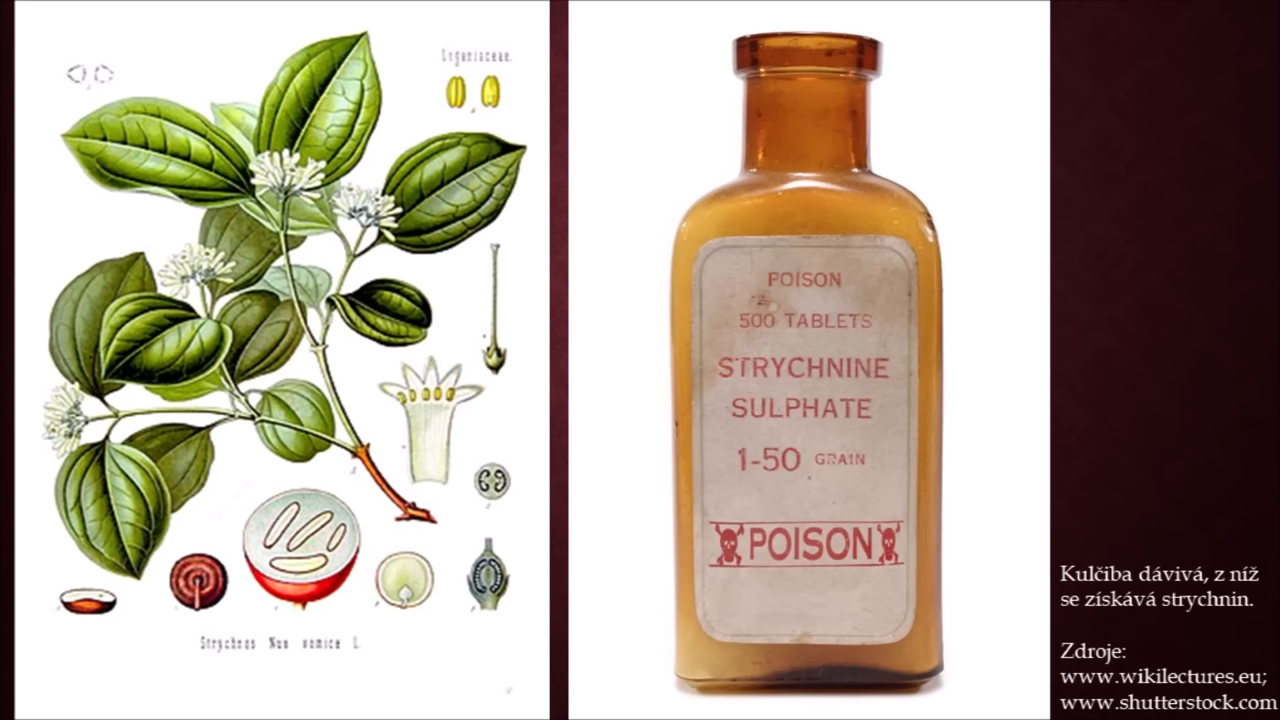 Loganiaceae.
Strychnos Nux vomica L.
POISON
500 TABLETS
STRYCHNINE
SULPHATE
1-50 GRAIN
POISON
Kulčiba dávivá, z níž
se získává strychnin.
Zdroje:
www.wikilectures.eu;
www.shutterstock.com